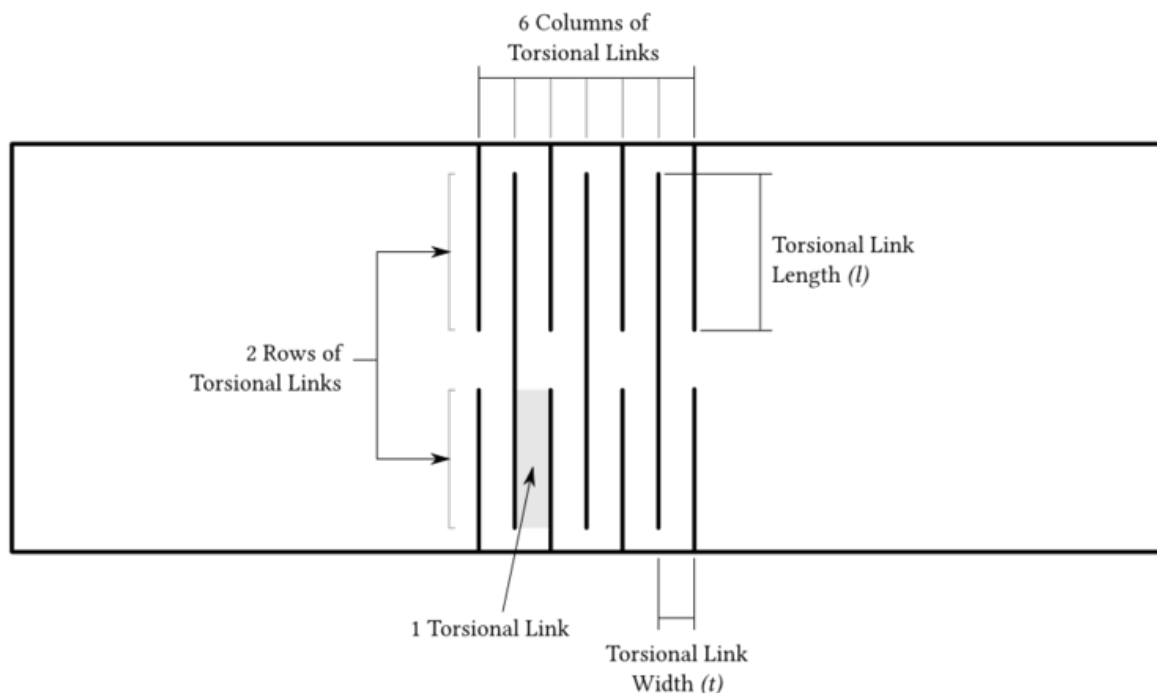 6 Columns of
Torsional Links
Torsional Link
Length (l)
2 Rows of
Torsional Links
1 Torsional Link
Torsional Link
Width (t)